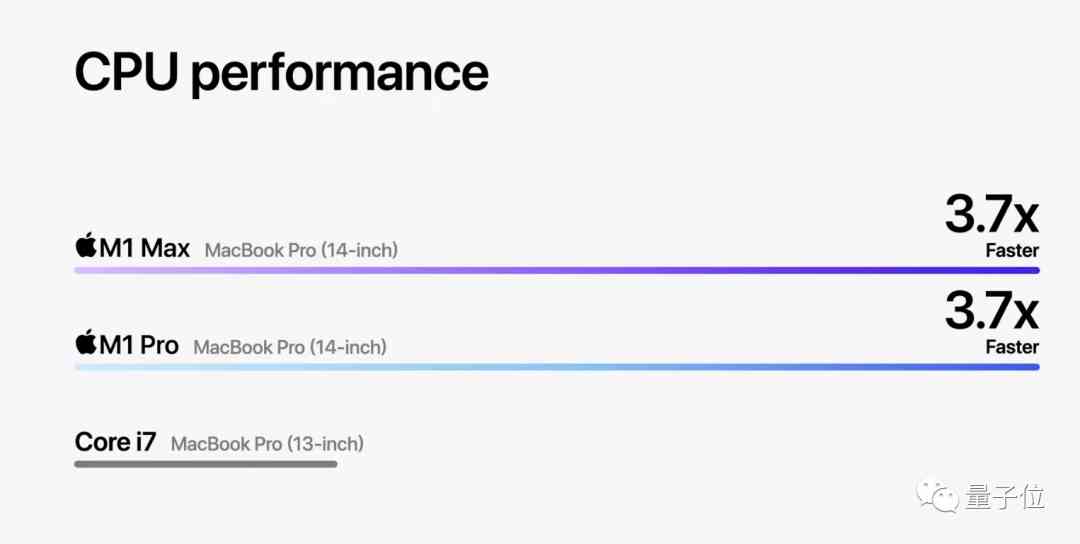 CPU performance
3.7x
M1 Max MacBook Pro (14-inch) Faster
3.7x
M1 Pro MacBook Pro (14-inch) Faster
Core i7 MacBook Pro (13-inch)
量子位